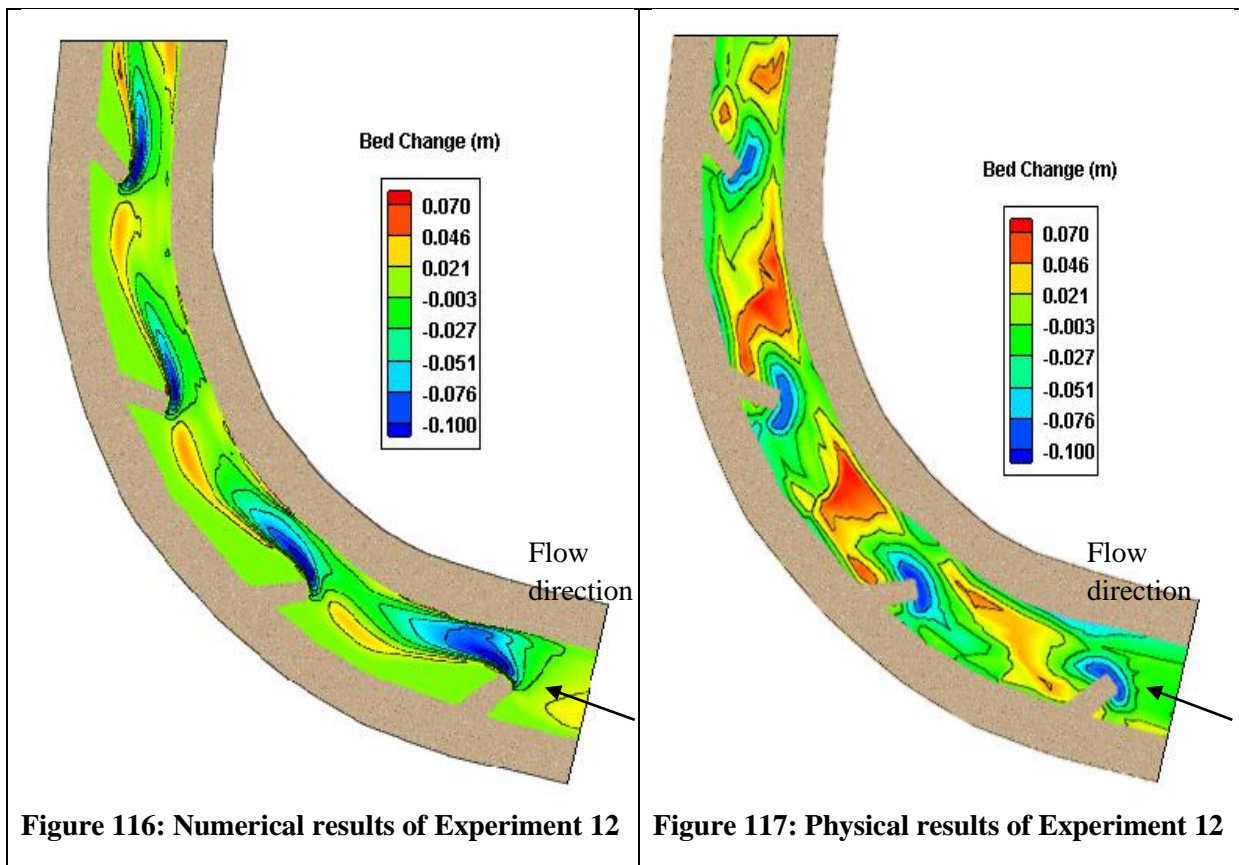 Bed Change (m)
0.070
0.046
0.021
-0.003
-0.027
-0.051
-0.076
-0.100
Flow
direction
Figure 116: Numerical results of Experiment 12
Bed Change (m)
0.070
0.046
0.021
-0.003
-0.027
-0.051
-0.076
-0.100
Flow
direction
Figure 117: Physical results of Experiment 12